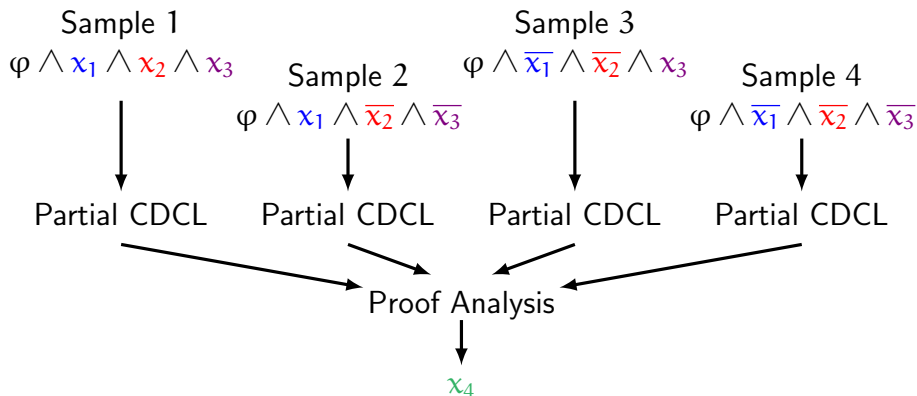 Sample 1
φ ∧ x₁ ∧ x₂ ∧ x₃
Sample 2
φ ∧ x₁ ∧ x̅₂ ∧ x̅₃
Sample 3
φ ∧ x̅₁ ∧ x̅₂ ∧ x₃
Sample 4
φ ∧ x̅₁ ∧ x̅₂ ∧ x̅₃
Partial CDCL
Partial CDCL
Partial CDCL
Partial CDCL
Proof Analysis
x₄